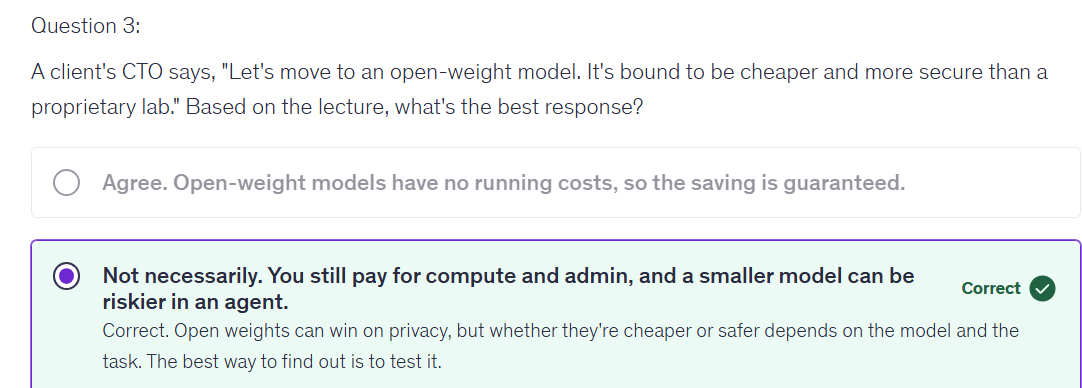 Question 3:
A client's CTO says, "Let's move to an open-weight model. It's bound to be cheaper and more secure than a
proprietary lab." Based on the lecture, what's the best response?
Agree. Open-weight models have no running costs, so the saving is guaranteed.
Not necessarily. You still pay for compute and admin, and a smaller model can be
riskier in an agent.
Correct
Correct. Open weights can win on privacy, but whether they're cheaper or safer depends on the model and the
task. The best way to find out is to test it.